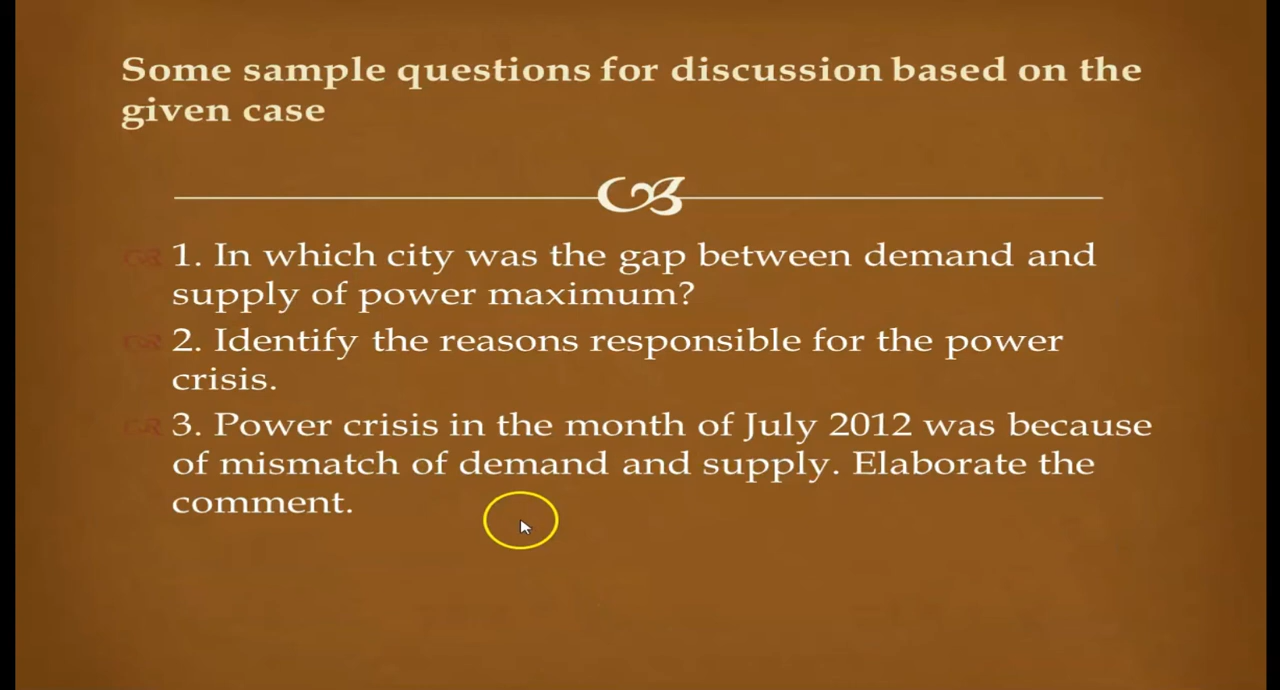 Some sample questions for discussion based on the
given case
1. In which city was the gap between demand and
supply of power maximum?
2. Identify the reasons responsible for the power
crisis.
3. Power crisis in the month of July 2012 was because
of mismatch of demand and supply. Elaborate the
comment.